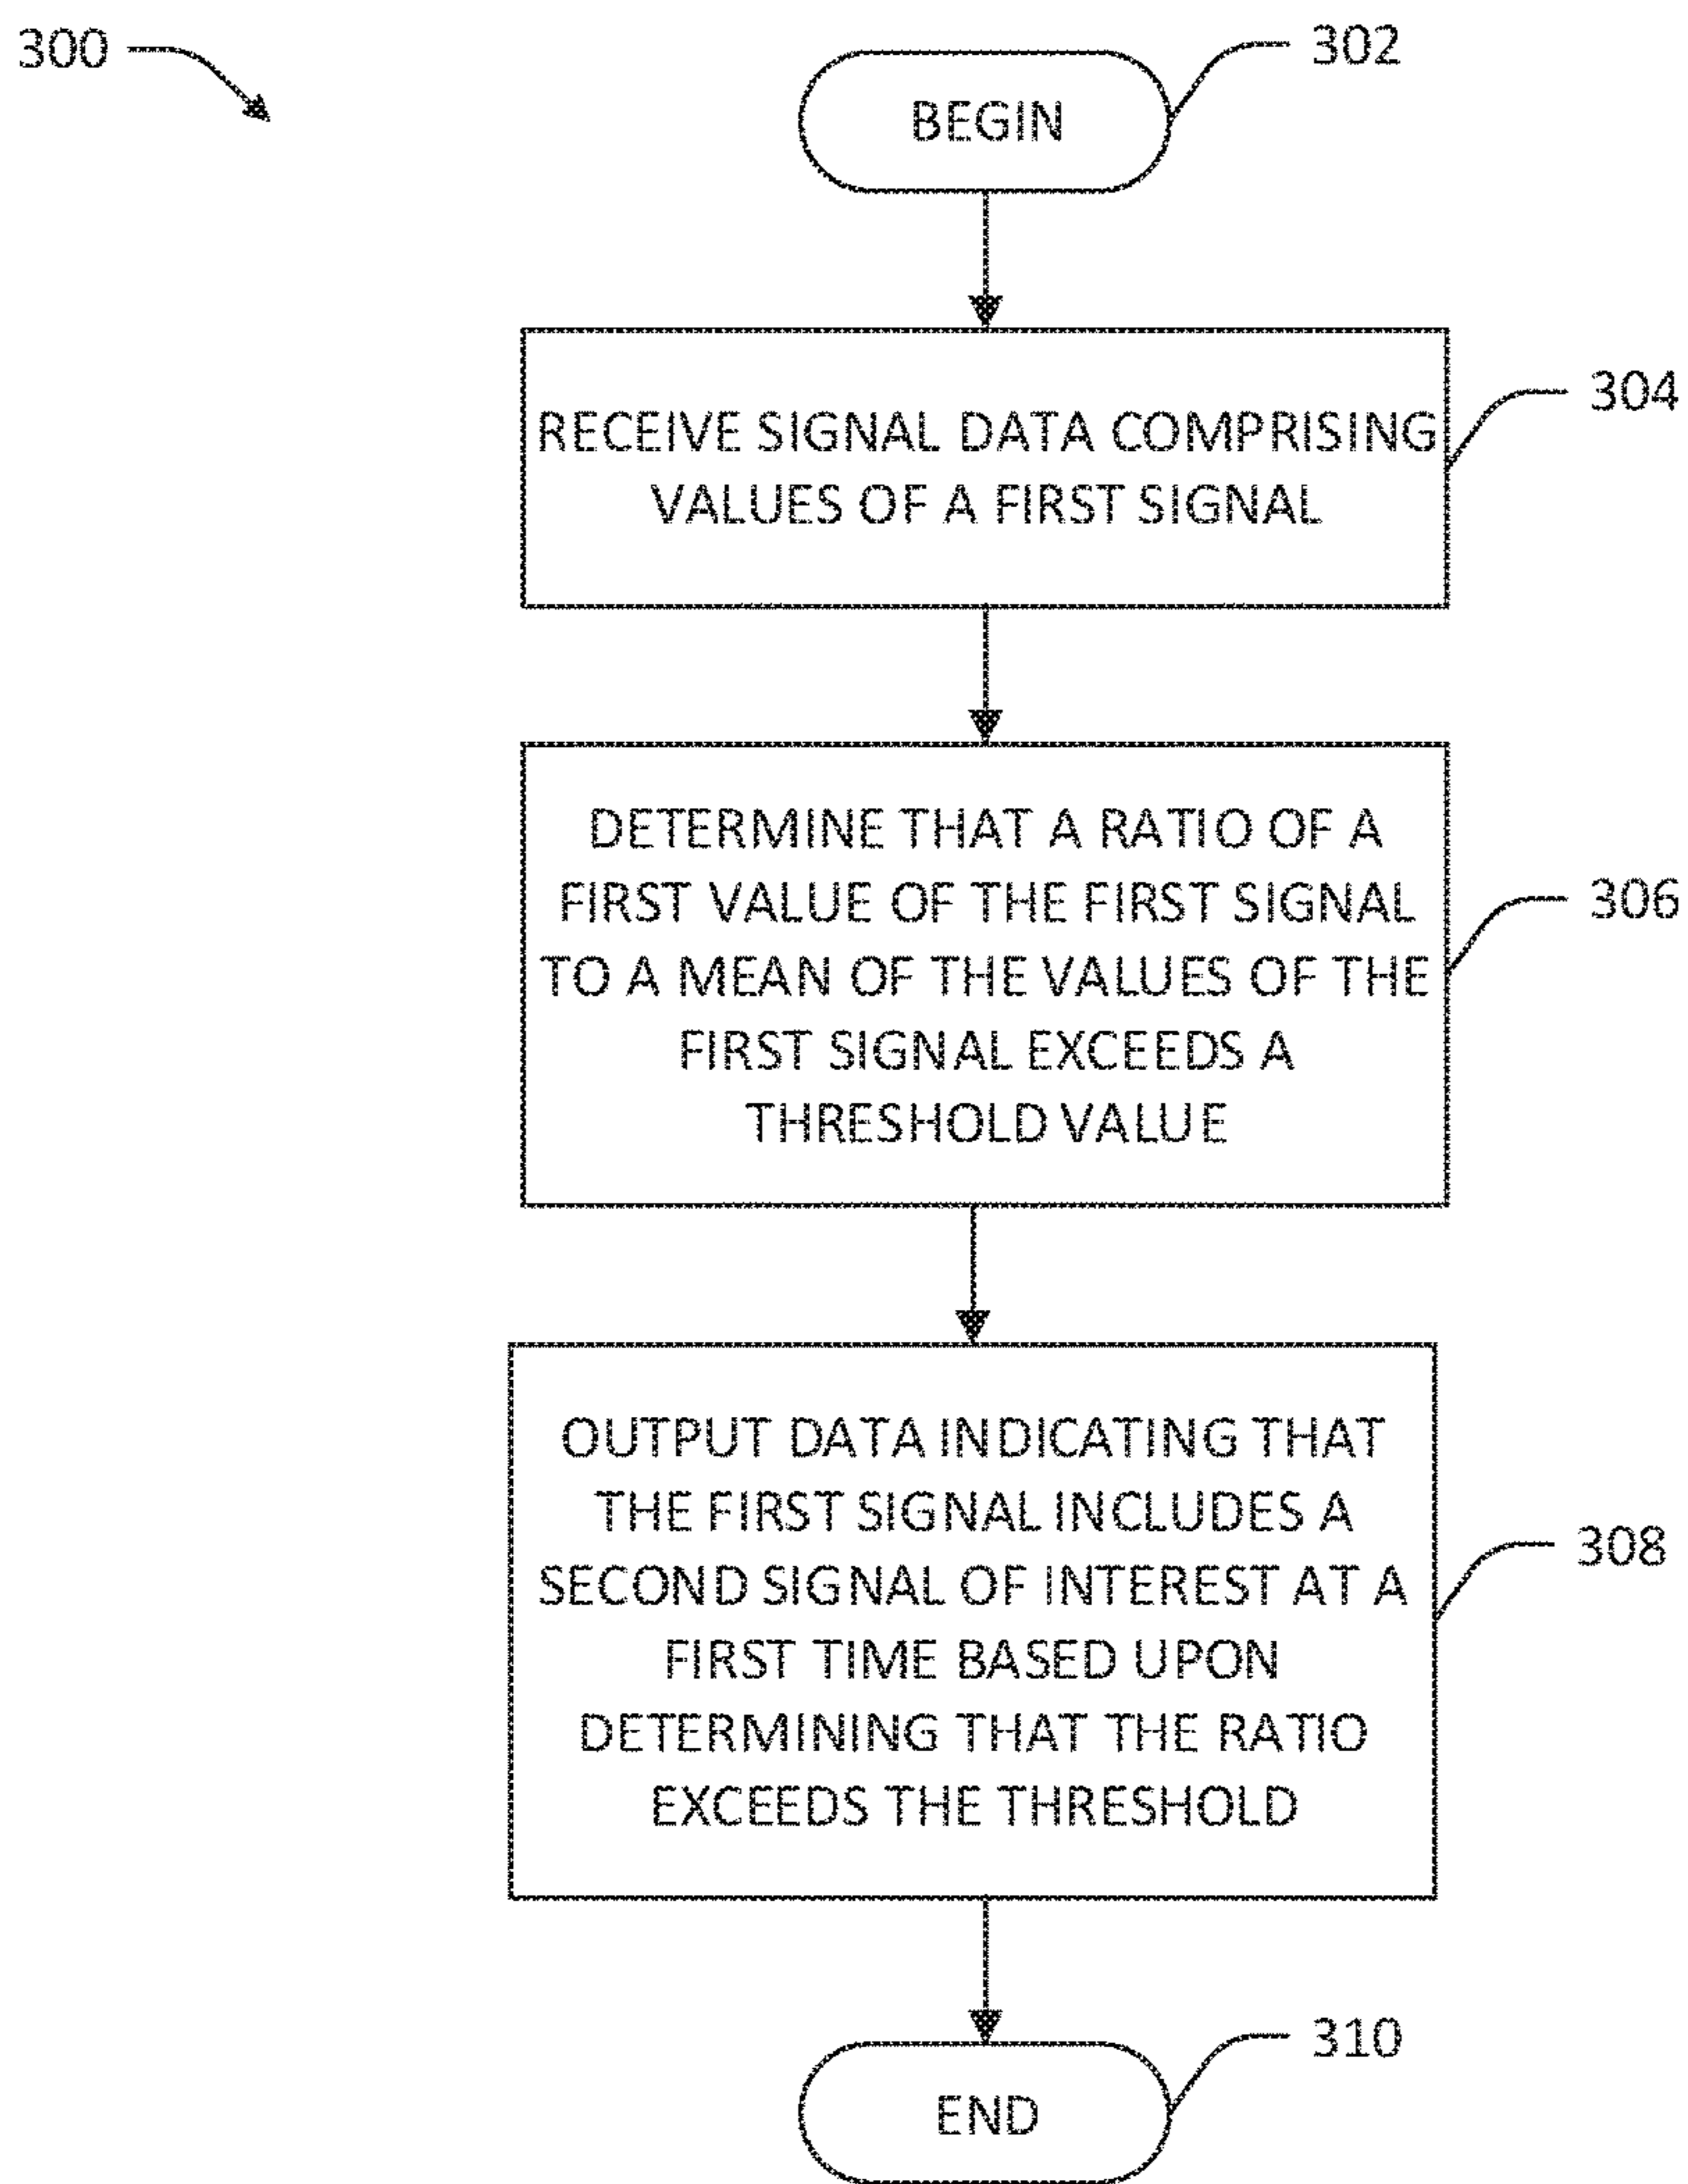 300
302
BEGIN
304
RECEIVE SIGNAL DATA COMPRISING
VALUES OF A FIRST SIGNAL
DETERMINE THAT A RATIO OF A
FIRST VALUE OF THE FIRST SIGNAL
306
TO A MEAN OF THE VALUES OF THE
FIRST SIGNAL EXCEEDS A
THRESHOLD VALUE
OUTPUT DATA INDICATING THAT
THE FIRST SIGNAL INCLUDES A
308
SECOND SIGNAL OF INTEREST AT A
FIRST TIME BASED UPON
DETERMINING THAT THE RATIO
EXCEEDS THE THRESHOLD
310
END